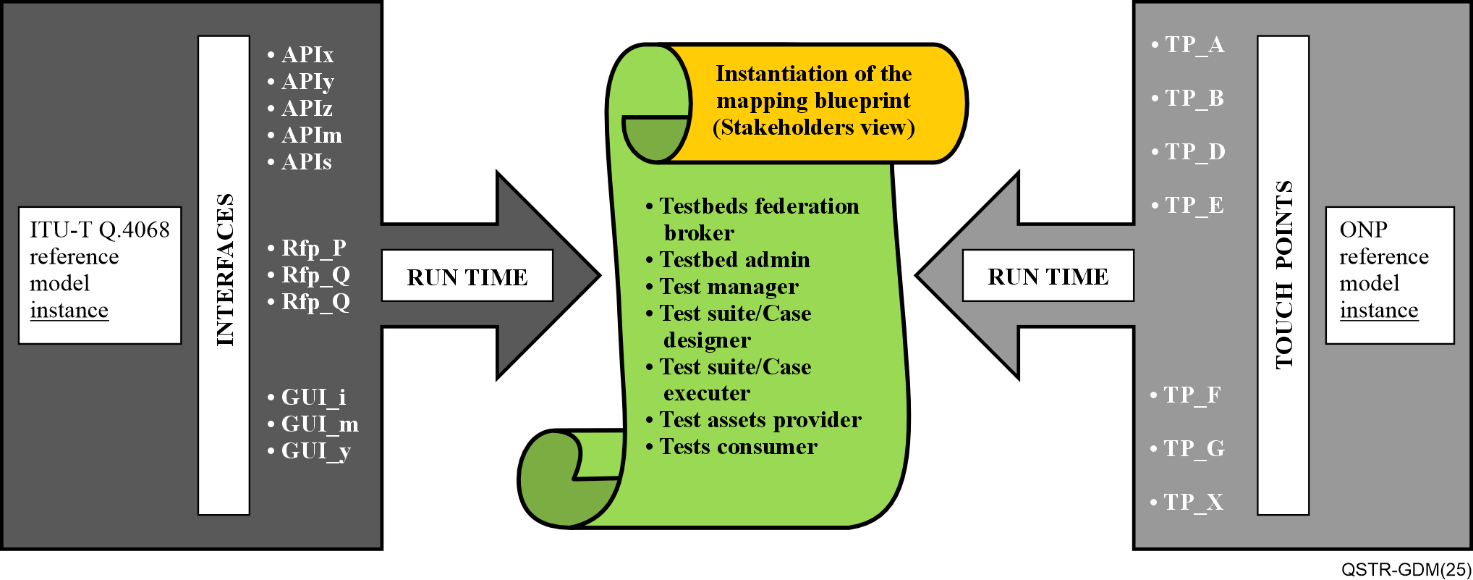 ITU-T Q.4068
reference
model
instance
INTERFACES
• APIx
• APIy
• APIz
• APIm
• APIs
• Rfp_P
• Rfp_Q
• Rfp_Q
• GUI_i
• GUI_m
• GUI_y
RUN TIME
Instantiation of the
mapping blueprint
(Stakeholders view)
• Testbeds federation
broker
• Testbed admin
• Test manager
• Test suite/Case
designer
• Test suite/Case
executer
• Test assets provider
• Tests consumer
RUN TIME
• TP_A
• TP_B
• TP_D
• TP_E
• TP_F
• TP_G
• TP_X
TOUCH POINTS
ONP
reference
model
instance
QSTR-GDM(25)